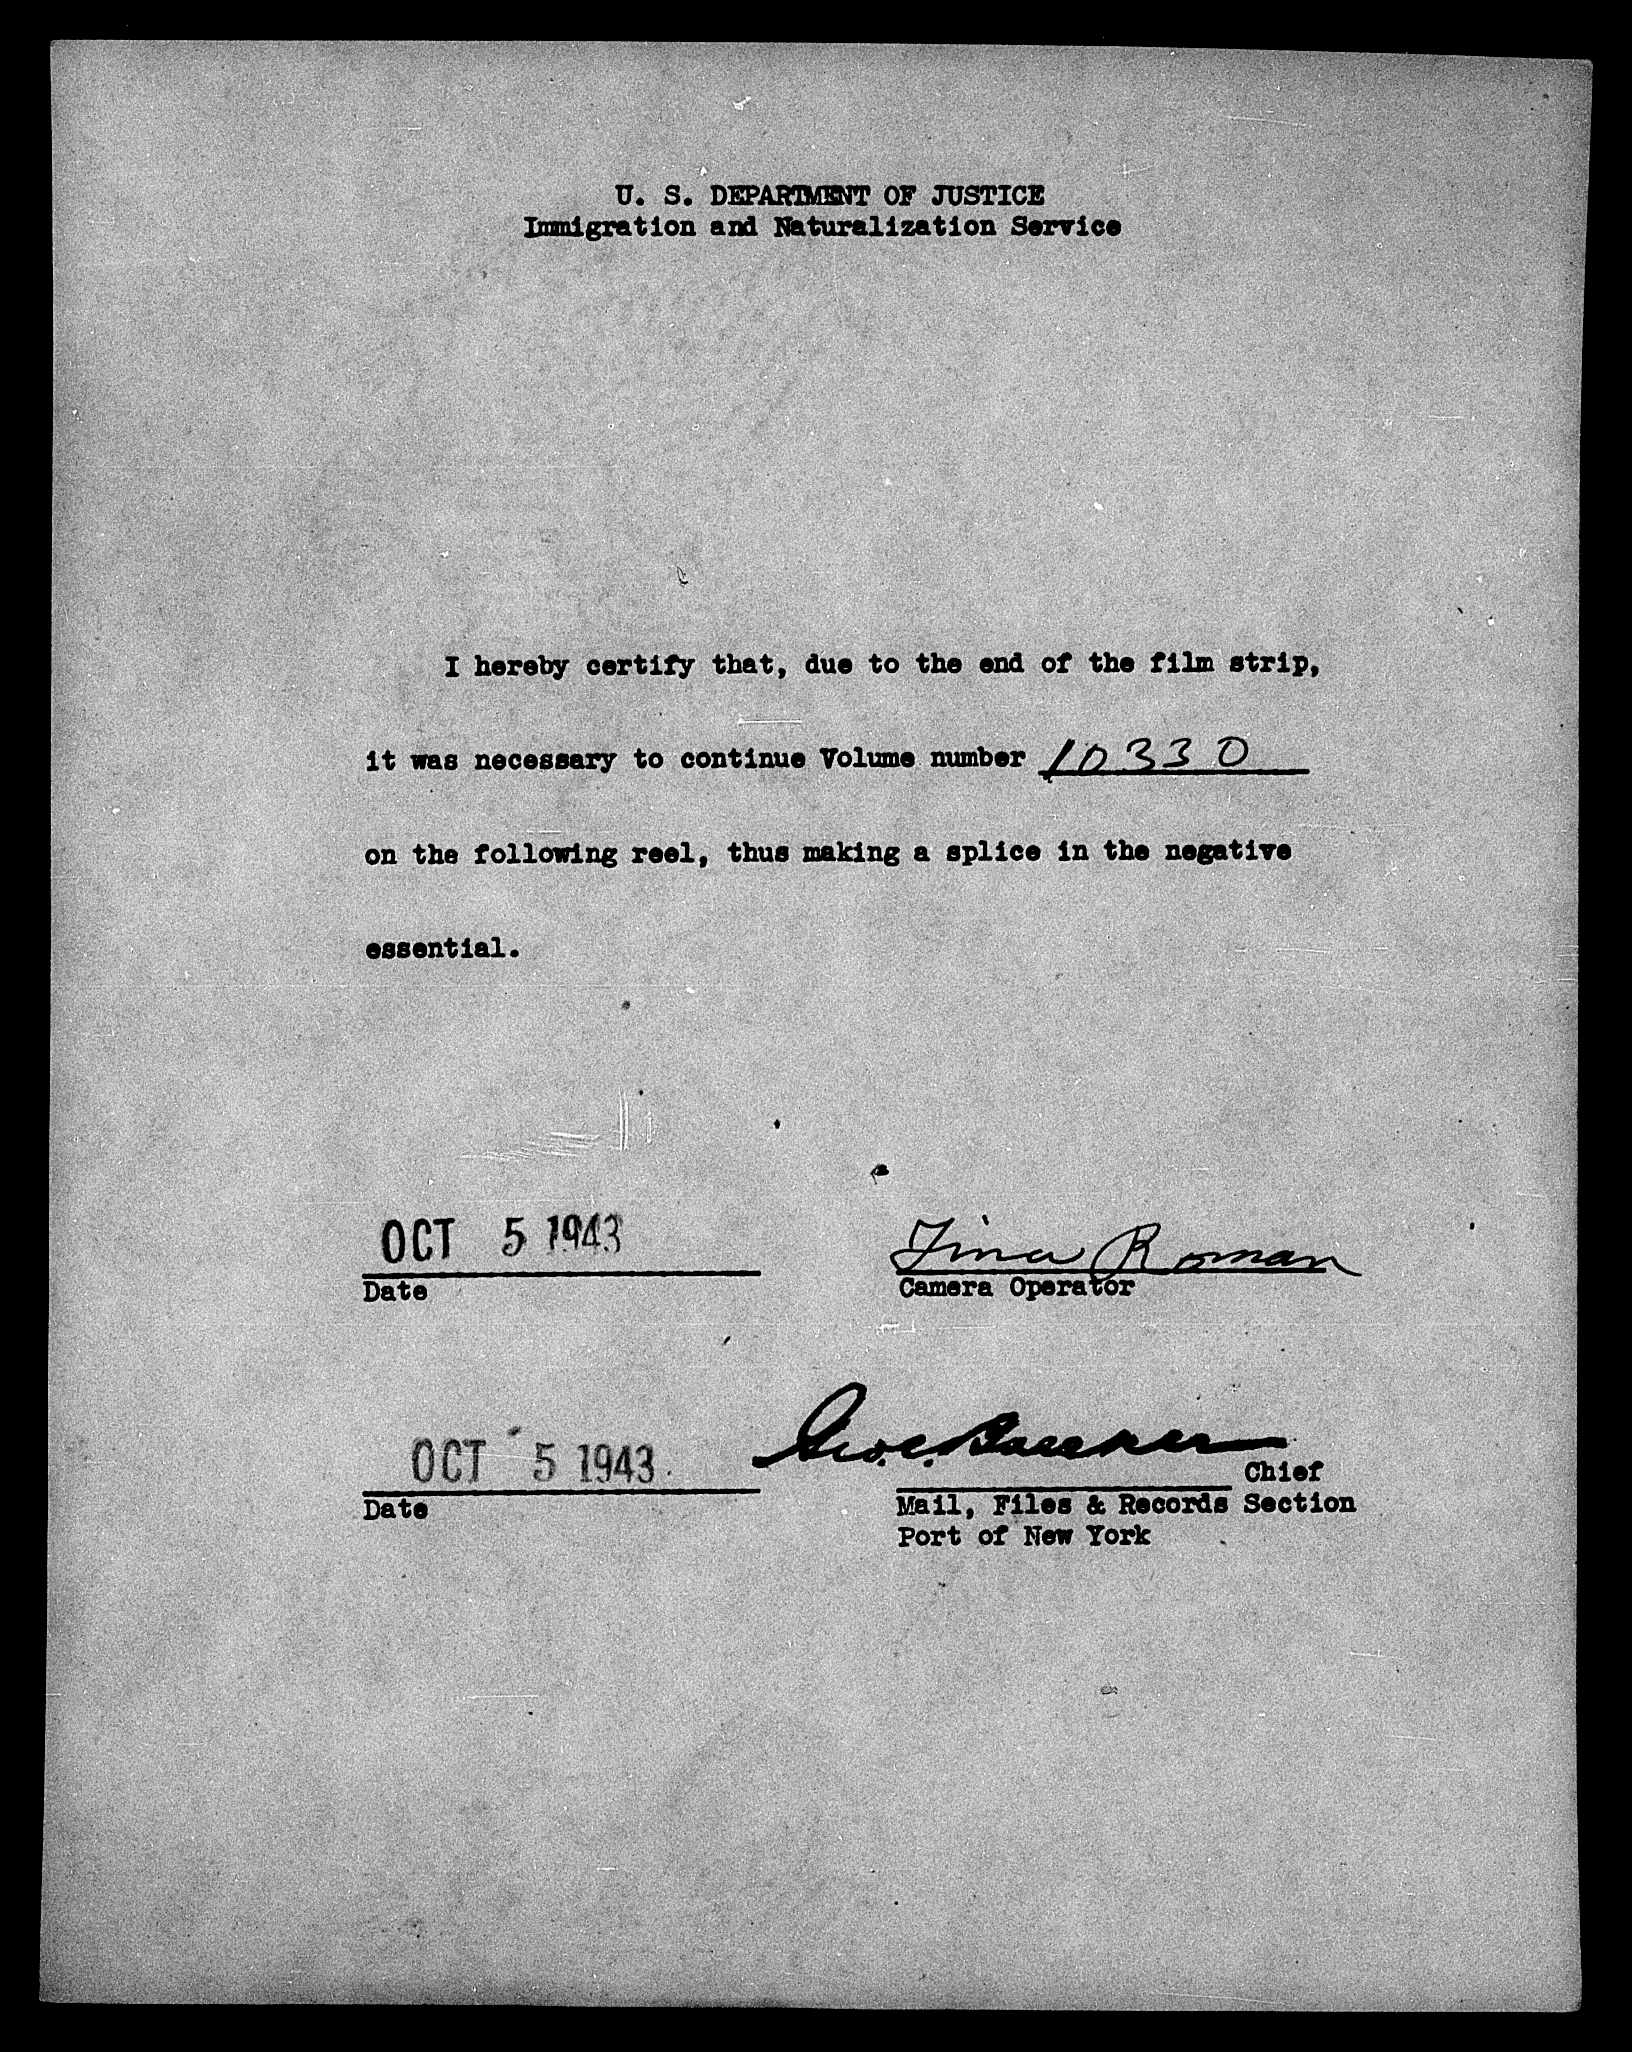 U. S. DEPARTMENT OF JUSTICE
Immigration and Naturalization Service
I hereby certify that, due to the end of the film strip,
it was necessary to continue Volume number 10330
on the following reel, thus making a splice in the negative
essential.
OCT 5 1943 Tina Roman
Date Camera Operator
OCT 5 1943 Geo. C.
Chief
Date Mail, Files & Records Section
Port of New York